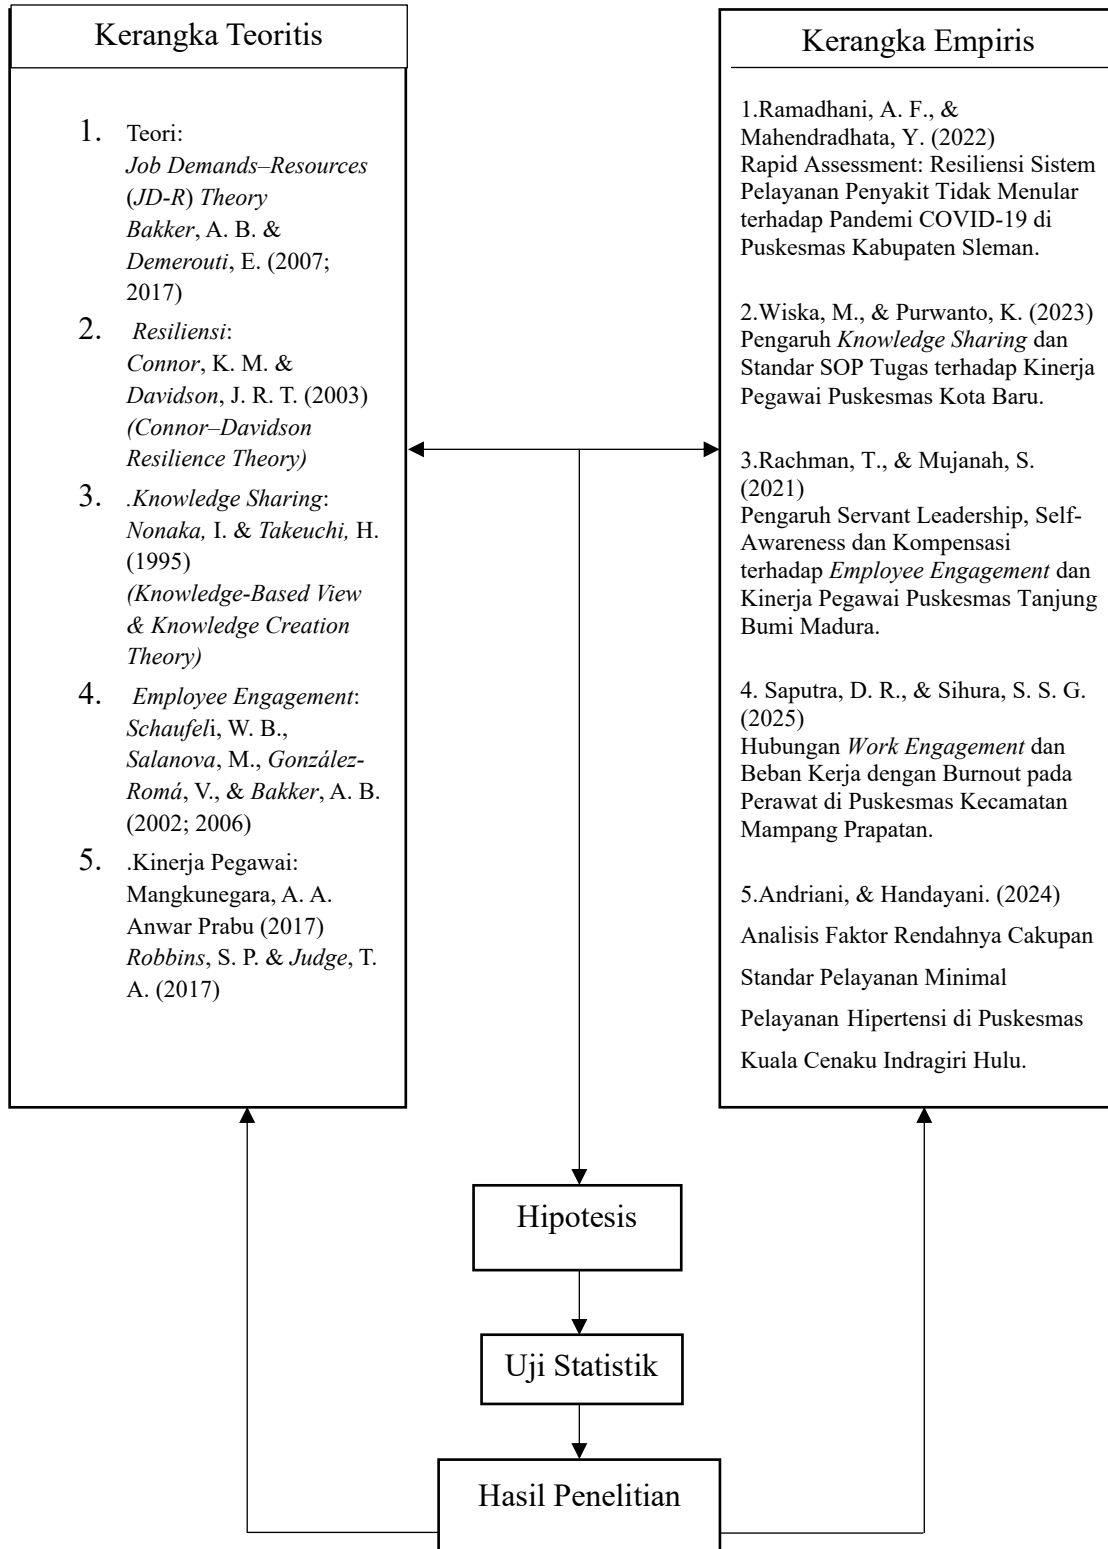 Kerangka Teoritis
1. Teori:
Job Demands–Resources
(JD-R) Theory
Bakker, A. B. &
Demerouti, E. (2007;
2017)
2. Resiliensi:
Connor, K. M. &
Davidson, J. R. T. (2003)
(Connor–Davidson
Resilience Theory)
3. .Knowledge Sharing:
Nonaka, I. & Takeuchi, H.
(1995)
(Knowledge-Based View
& Knowledge Creation
Theory)
4. Employee Engagement:
Schaufeli, W. B.,
Salanova, M., González-
Romá, V., & Bakker, A. B.
(2002; 2006)
5. .Kinerja Pegawai:
Mangkunegara, A. A.
Anwar Prabu (2017)
Robbins, S. P. & Judge, T.
A. (2017)
Kerangka Empiris
1.Ramadhani, A. F., &
Mahendradhata, Y. (2022)
Rapid Assessment: Resiliensi Sistem
Pelayanan Penyakit Tidak Menular
terhadap Pandemi COVID-19 di
Puskesmas Kabupaten Sleman.
2.Wiska, M., & Purwanto, K. (2023)
Pengaruh Knowledge Sharing dan
Standar SOP Tugas terhadap Kinerja
Pegawai Puskesmas Kota Baru.
3.Rachman, T., & Mujanah, S.
(2021)
Pengaruh Servant Leadership, Self-
Awareness dan Kompensasi
terhadap Employee Engagement dan
Kinerja Pegawai Puskesmas Tanjung
Bumi Madura.
4. Saputra, D. R., & Sihura, S. S. G.
(2025)
Hubungan Work Engagement dan
Beban Kerja dengan Burnout pada
Perawat di Puskesmas Kecamatan
Mampang Prapatan.
5.Andriani, & Handayani. (2024)
Analisis Faktor Rendahnya Cakupan
Standar Pelayanan Minimal
Pelayanan Hipertensi di Puskesmas
Kuala Cenaku Indragiri Hulu.
Hipotesis
Uji Statistik
Hasil Penelitian